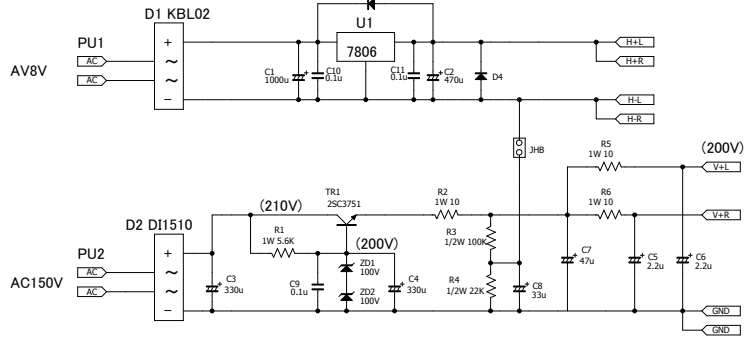 D1 KBL02
U1
7806
PU1
AC
AC
AV8V
+
~
~
−
C1
1000u
+
C10
0.1u
C11
0.1u
C2
470u
+
D4
H+L
H+R
H-L
H-R
JHB
(200V)
R5
1W 10
V+L
TR1
2SC3751
R2
1W 10
R6
1W 10
V+R
(210V)
D2 DI1510
R1
1W 5.6K
(200V)
R3
1/2W 100K
PU2
AC
AC
AC150V
+
~
~
−
C3
330u
+
C9
0.1u
ZD1
100V
ZD2
100V
C4
330u
+
R4
1/2W 22K
C8
33u
+
C7
47u
+
C5
2.2u
+
C6
2.2u
+
GND
GND